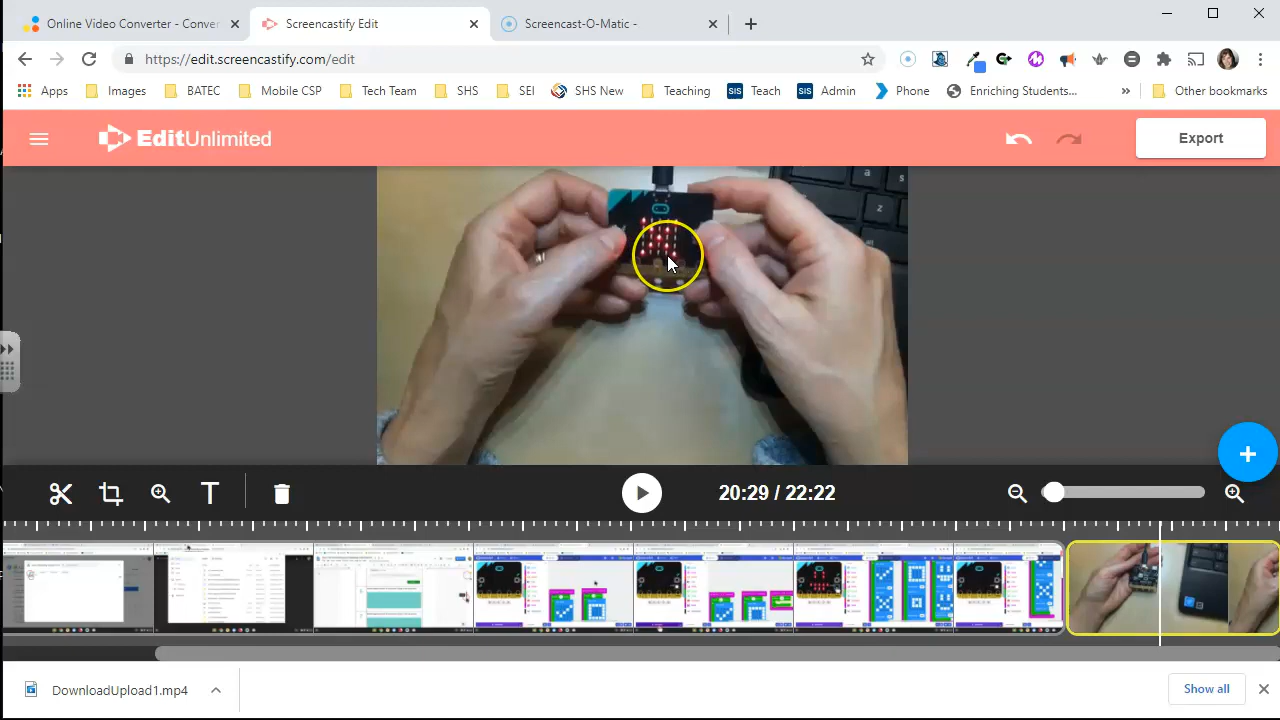 Online Video Converter - Conver
Screencastify Edit
Screencast-O-Matic -
https://edit.screencastify.com/edit
Apps
Images
BATEC
Mobile CSP
Tech Team
SHS
SEI
SHS New
Teaching
SIS Teach
SIS Admin
Phone
Enriching Students...
»
Other bookmarks
EditUnlimited
Export
T
20:29 / 22:22
DownloadUpload1.mp4
Show all